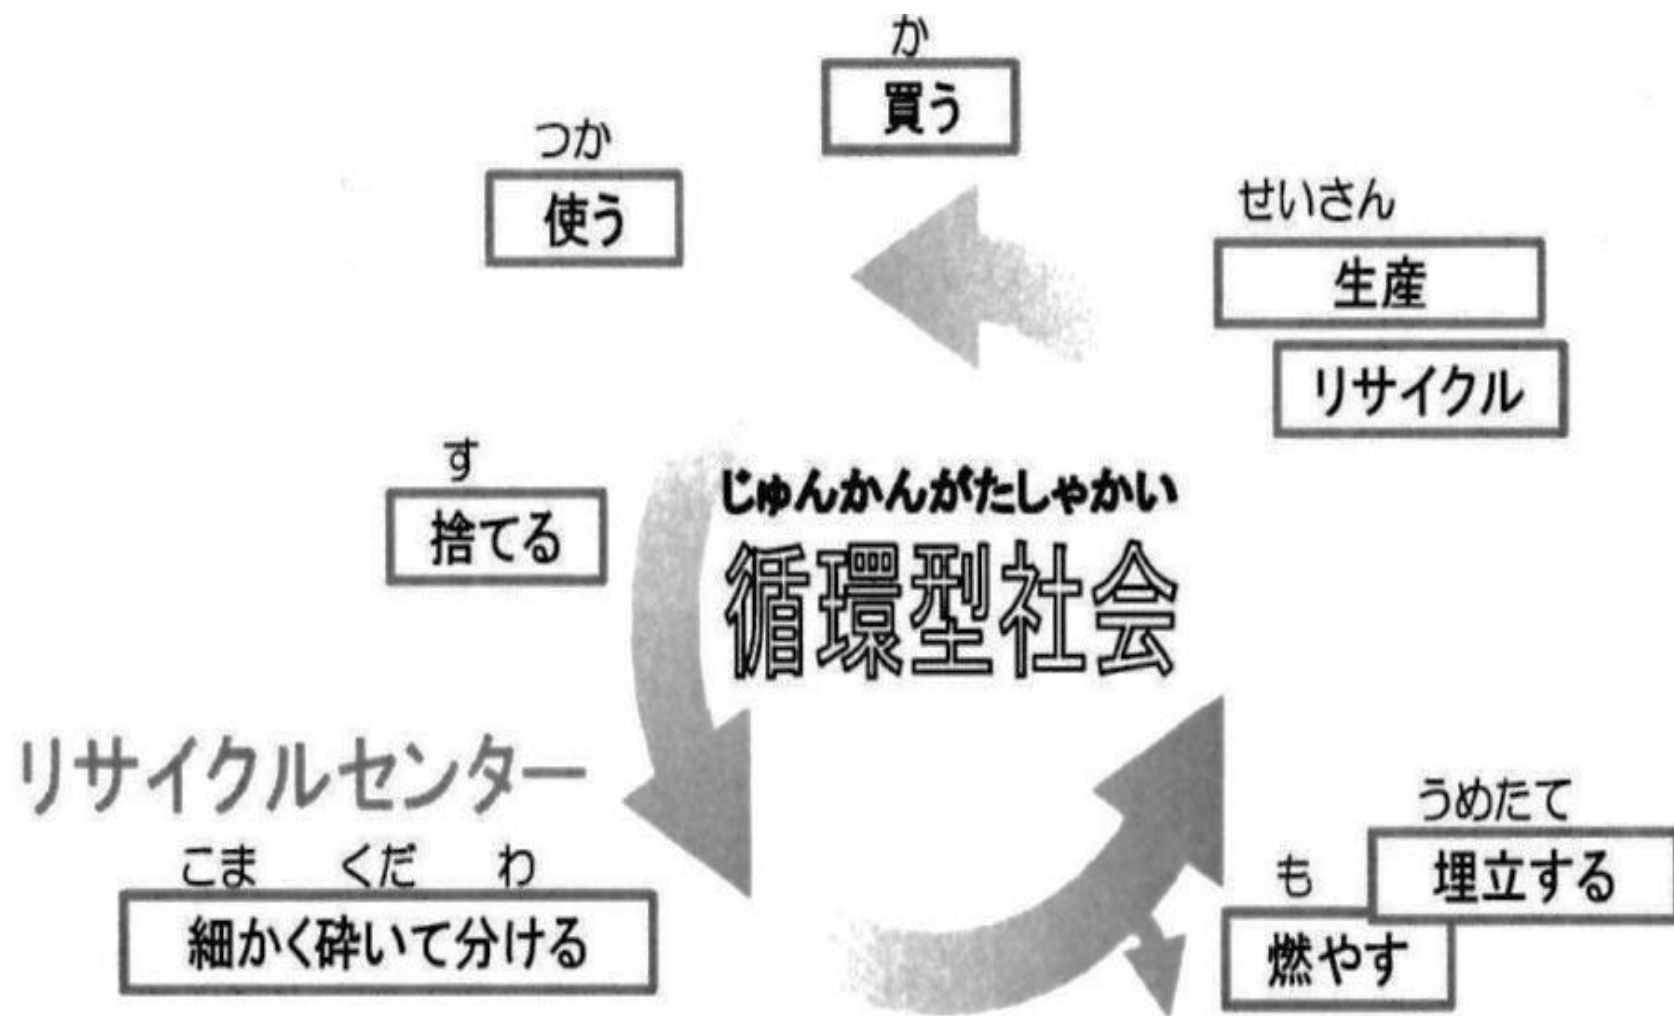 か
買う
つか
使う
せいさん
生産
リサイクル
す
捨てる
じゅんかんがたしゃかい
循環型社会
リサイクルセンター
こま くだ わ
細かく砕いて分ける
うめたて
埋立する
も
燃やす